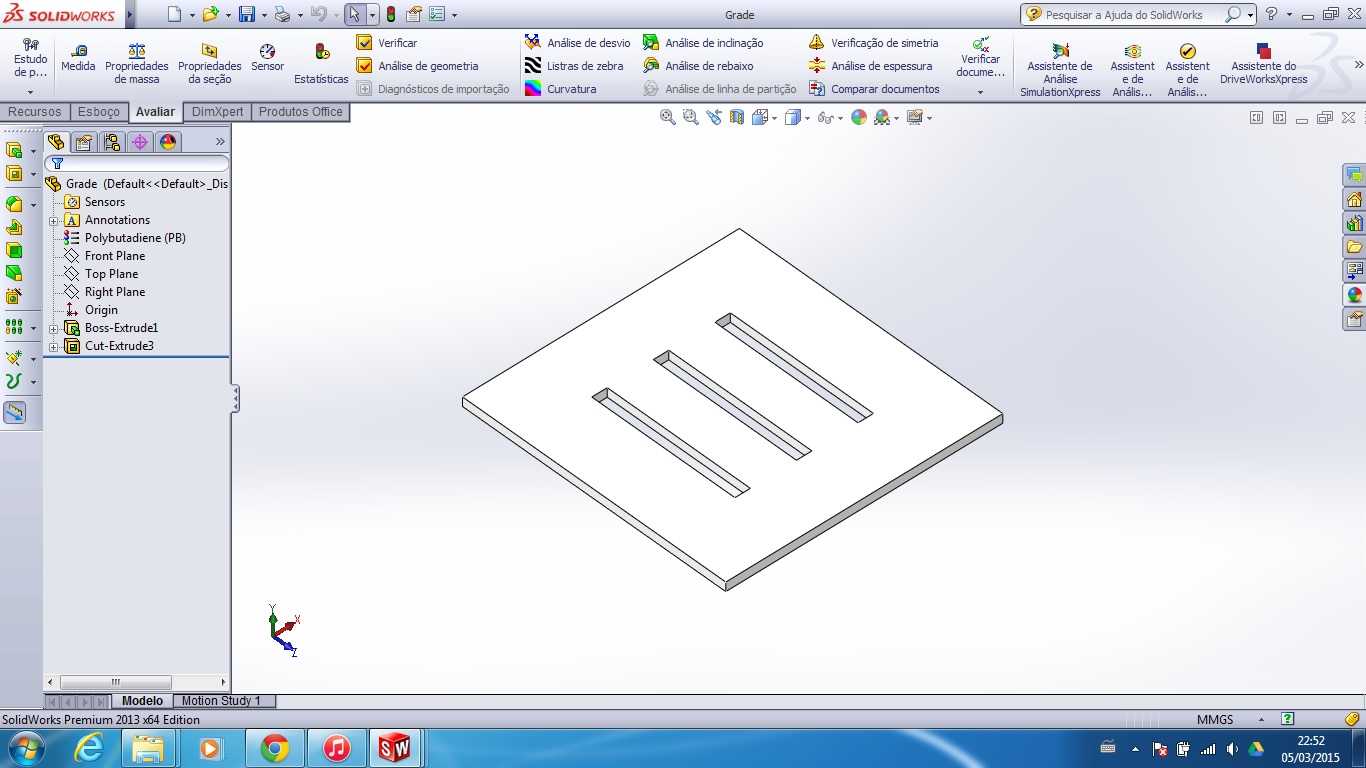 SOLIDWORKS
Grade
Pesquisar a Ajuda do SolidWorks
Estudo
de p...
Medida
Propriedades
de massa
Propriedades
da seção
Sensor
Estatísticas
Verificar
Análise de geometria
Diagnósticos de importação
Análise de desvio
Listras de zebra
Curvatura
Análise de inclinação
Análise de rebaixo
Análise de linha de partição
Verificação de simetria
Análise de espessura
Comparar documentos
Verificar
docume...
Assistente de
Análise
SimulationXpress
Assistent
e de
Anális...
Assistent
e de
Anális...
Assistente do
DriveWorksXpress
Recursos
Esboço
Avaliar
DimXpert
Produtos Office
Grade (Default<<Default>_Dis
Sensors
Annotations
Polybutadiene (PB)
Front Plane
Top Plane
Right Plane
Origin
Boss-Extrude1
Cut-Extrude3
Y
X
Z
Modelo
Motion Study 1
SolidWorks Premium 2013 x64 Edition
MMGS
22:52
05/03/2015